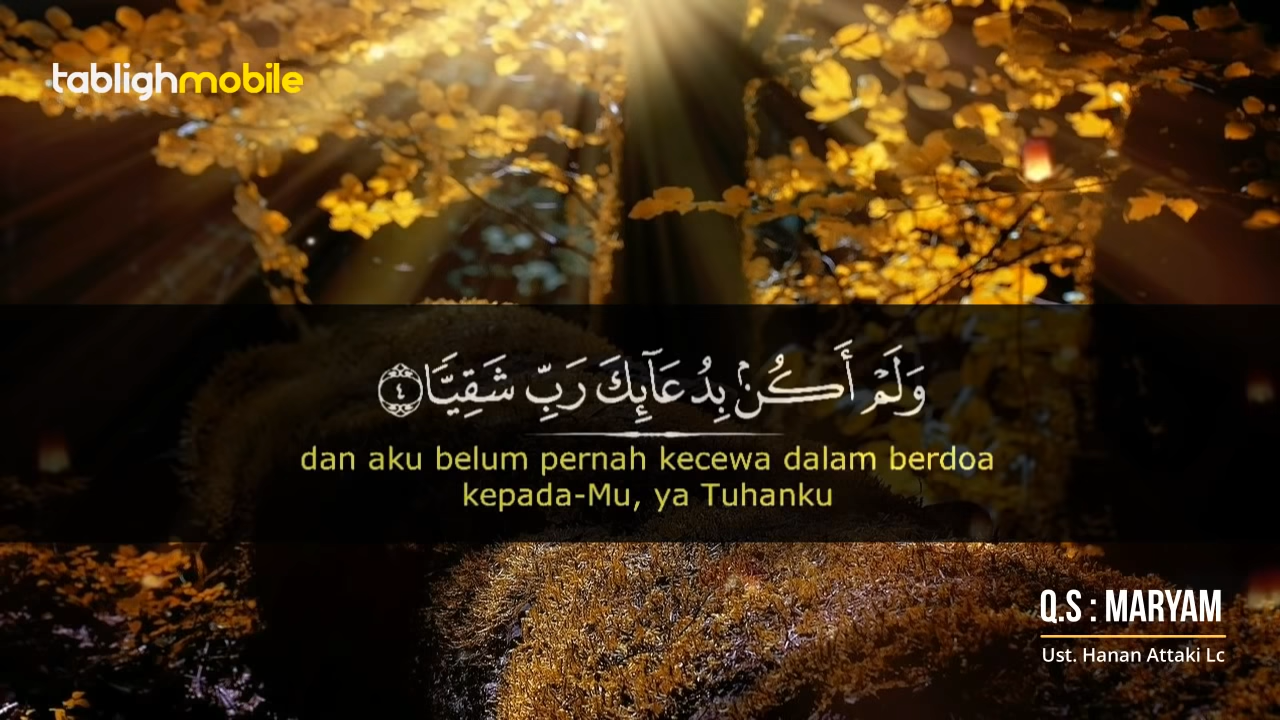 tablighmobile
وَلَمْ أَكُنۢ بِدُعَآئِكَ رَبِّ شَقِيًّا ٤
dan aku belum pernah kecewa dalam berdoa
kepada-Mu, ya Tuhanku
Q.S : MARYAM
Ust. Hanan Attaki Lc